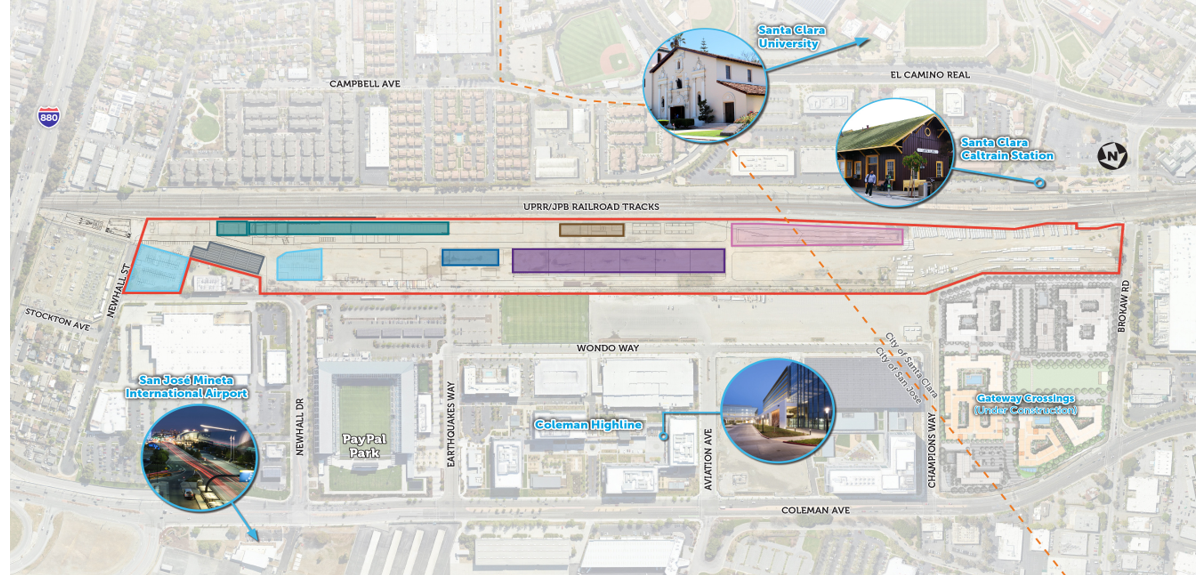 Santa Clara
University
CAMPBELL AVE
EL CAMINO REAL
880
Santa Clara
Caltrain Station
N
UPRR/JPB RAILROAD TRACKS
NEWHALL ST
STOCKTON AVE
BROKAW RD
WONDO WAY
City of Santa Clara
City of San José
San José Mineta
International Airport
Gateway Crossings
(Under Construction)
NEWHALL DR
PayPal
Park
EARTHQUAKES WAY
Coleman Highline
AVIATION AVE
CHAMPIONS WAY
COLEMAN AVE